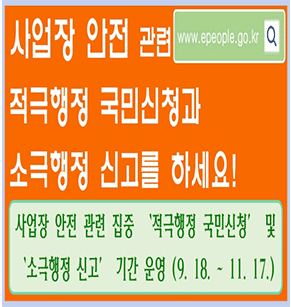 사업장 안전 관련 www.epeople.go.kr
적극행정 국민신청과
소극행정 신고를 하세요!
사업장 안전 관련 집중 ‘적극행정 국민신청’ 및
‘소극행정 신고’ 기간 운영 (9. 18. ~ 11. 17.)